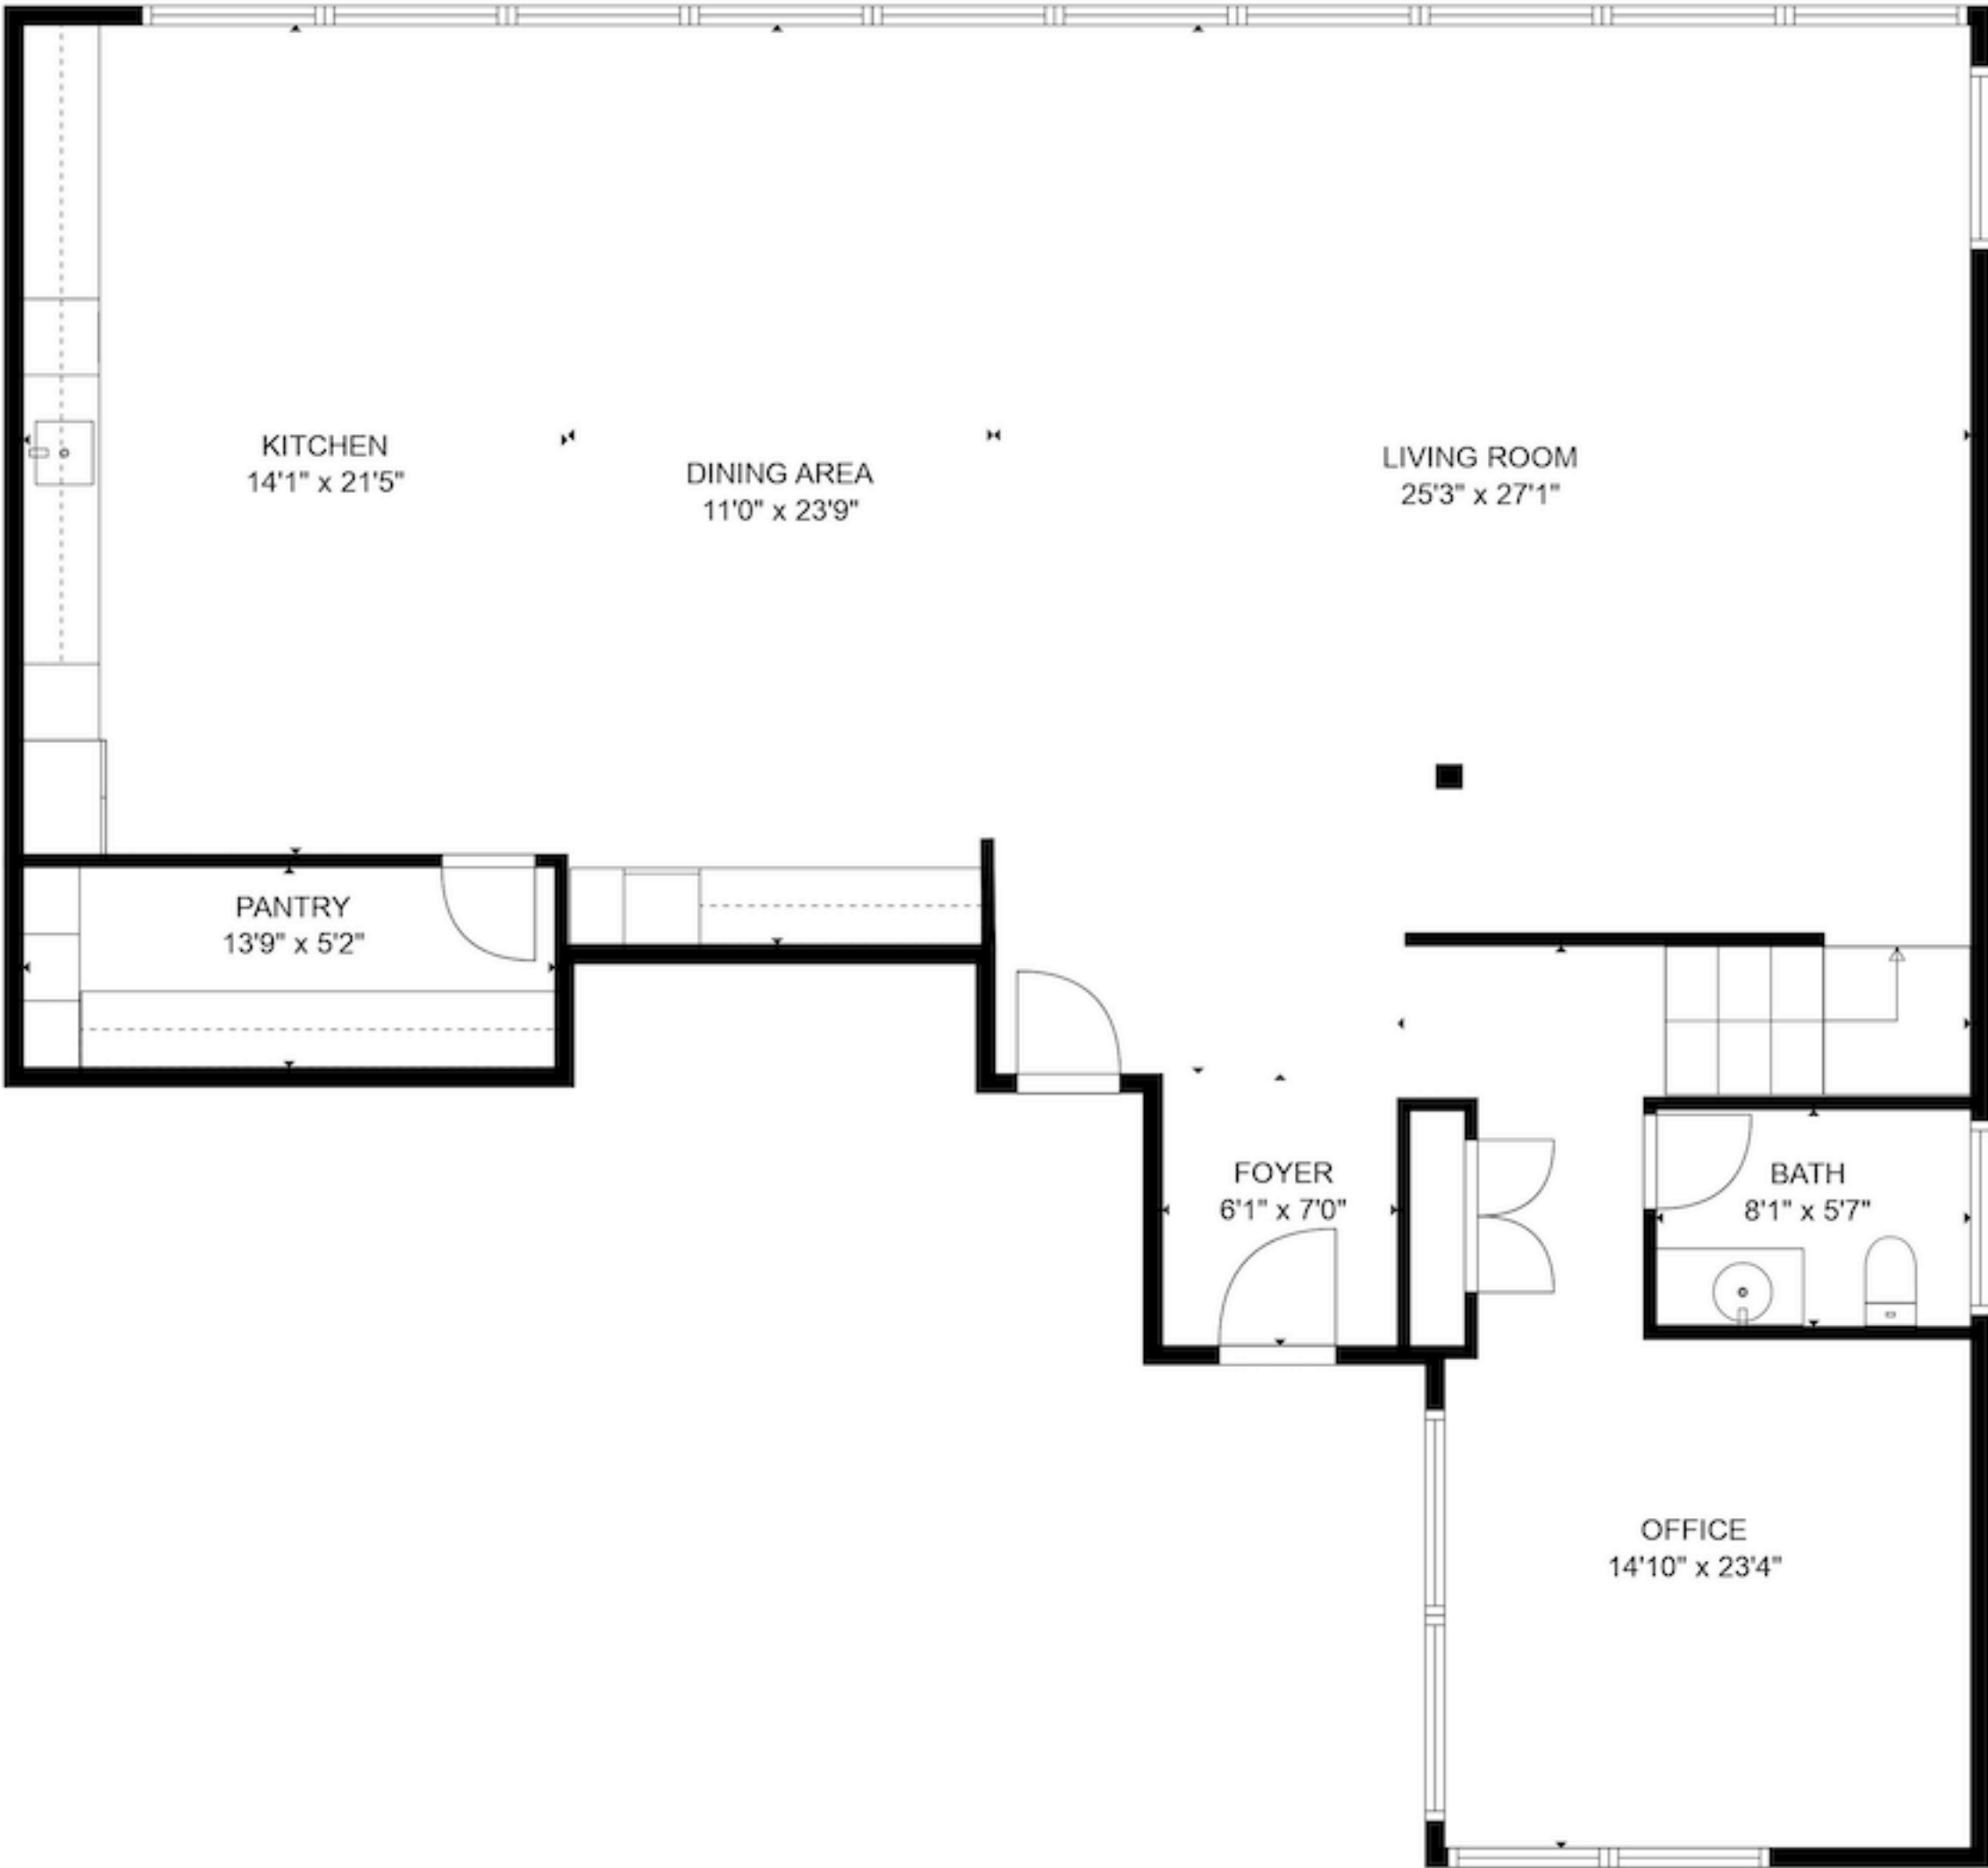 KITCHEN
14'1" x 21'5"
DINING AREA
11'0" x 23'9"
LIVING ROOM
25'3" x 27'1"
PANTRY
13'9" x 5'2"
FOYER
6'1" x 7'0"
BATH
8'1" x 5'7"
OFFICE
14'10" x 23'4"